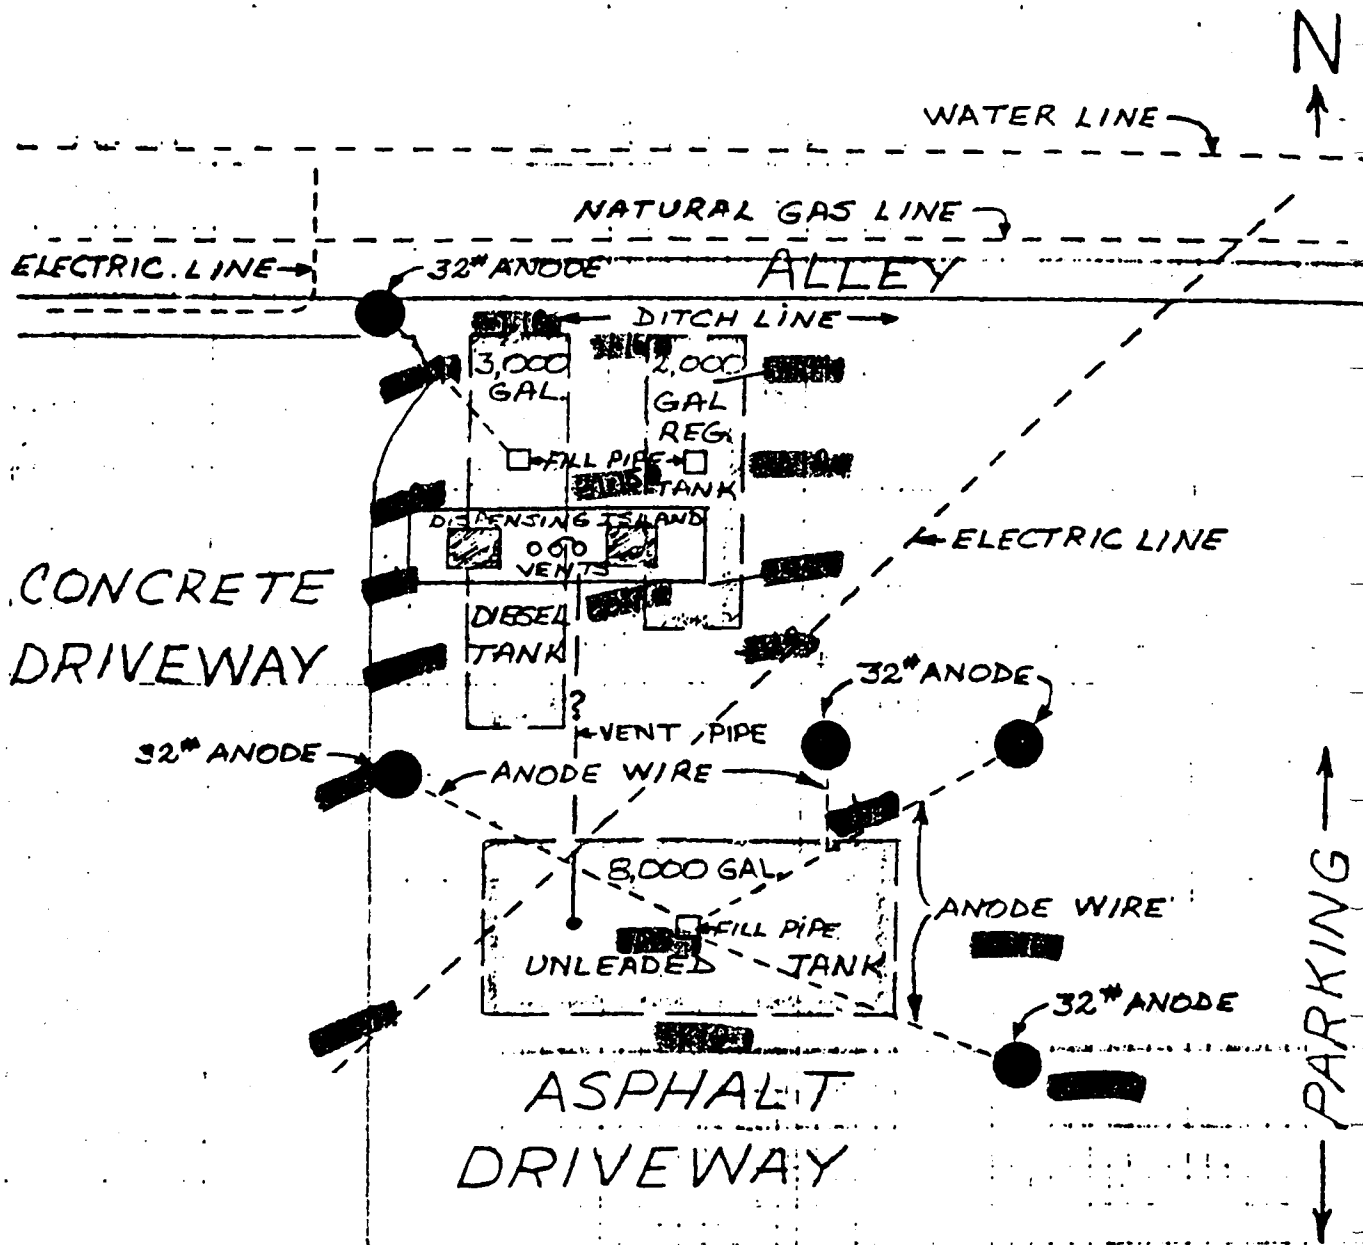 N
WATER LINE
NATURAL GAS LINE
ELECTRIC. LINE
32# ANODE
ALLEY
DITCH LINE
3,000
GAL.
2,000
GAL
REG.
FILL PIPE
TANK
DISPENSING ISLAND
VENTS
ELECTRIC LINE
CONCRETE
DRIVEWAY
DIESEL
TANK
32# ANODE
?
VENT PIPE
32# ANODE
ANODE WIRE
8,000 GAL.
ANODE WIRE
FILL PIPE
UNLEADED TANK
32# ANODE
PARKING
ASPHALT
DRIVEWAY